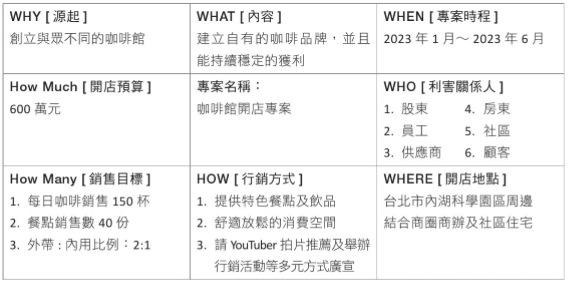 WHY [ 源起 ]
創立與眾不同的咖啡館
WHAT [ 內容 ]
建立自有的咖啡品牌，並且
能持續穩定的獲利
WHEN [ 專案時程 ]
2023 年 1 月～ 2023 年 6 月
How Much [ 開店預算 ]
600 萬元
專案名稱：
咖啡館開店專案
WHO [ 利害關係人 ]
1. 股東 4. 房東
2. 員工 5. 社區
3. 供應商 6. 顧客
How Many [ 銷售目標 ]
1. 每日咖啡銷售 150 杯
2. 餐點銷售數 40 份
3. 外帶 : 內用比例：2:1
HOW [ 行銷方式 ]
1. 提供特色餐點及飲品
2. 舒適放鬆的消費空間
3. 請 YouTuber 拍片推薦及舉辦
行銷活動等多元方式廣宣
WHERE [ 開店地點 ]
台北市內湖科學園區周邊
結合商圈商辦及社區住宅